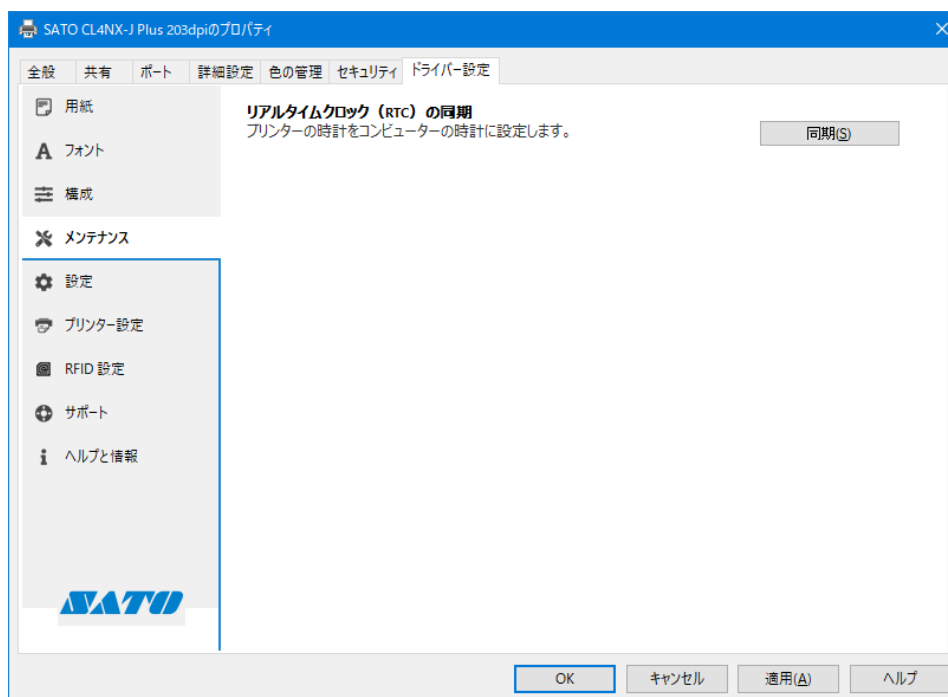 SATO CL4NX-J Plus 203dpiのプロパティ
全般 共有 ポート 詳細設定 色の管理 セキュリティ ドライバー設定
用紙
フォント
構成
メンテナンス
設定
プリンター設定
RFID 設定
サポート
ヘルプと情報
SATO
リアルタイムクロック（RTC）の同期
プリンターの時計をコンピューターの時計に設定します。
同期(S)
OK キャンセル 適用(A) ヘルプ